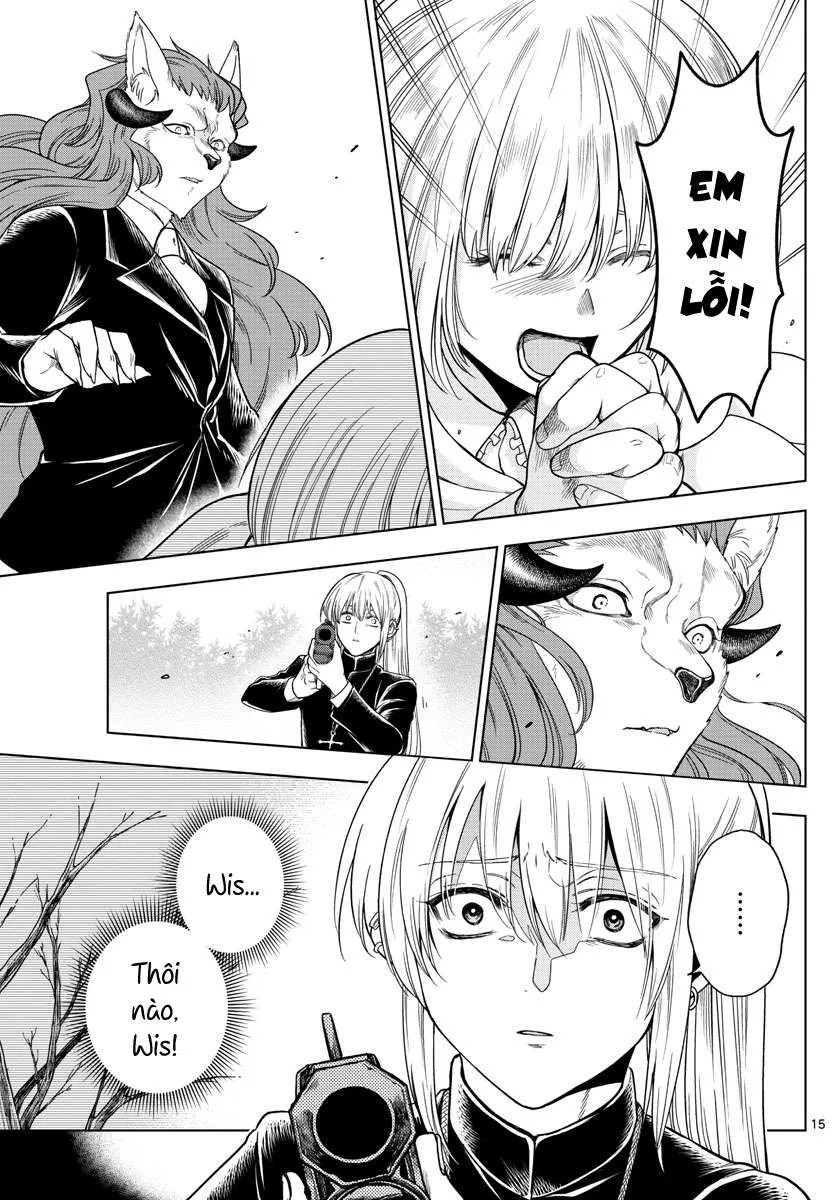 EM
XIN
LỖI!
......
Wis...
Thôi
nào,
Wis!
15